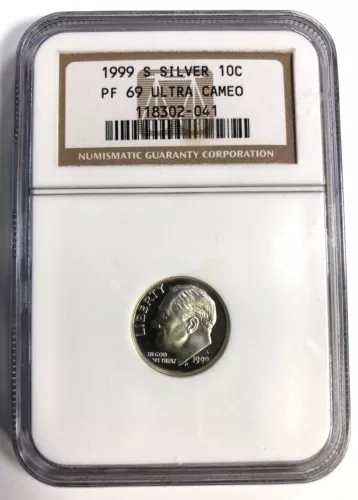 1999 S SILVER 10C
PF 69 ULTRA CAMEO
118302-041
NUMISMATIC GUARANTY CORPORATION
LIBERTY
IN GOD
WE TRUST
S
1999